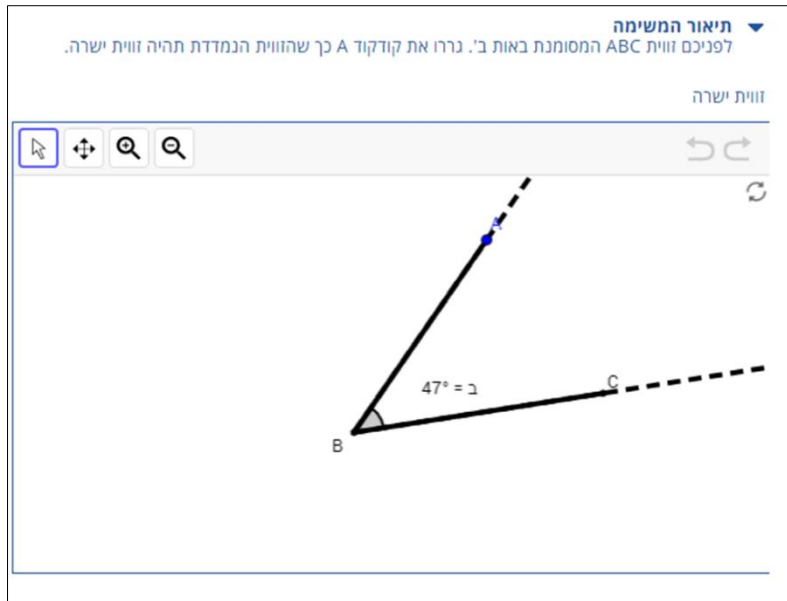 תיאור המשימה
לפניכם זווית ABC המסומנת באות ב'. גררו את קודקוד A כך שהזווית הנמדדת תהיה זווית ישרה.
זווית ישרה
A
ב = 47°
C
B